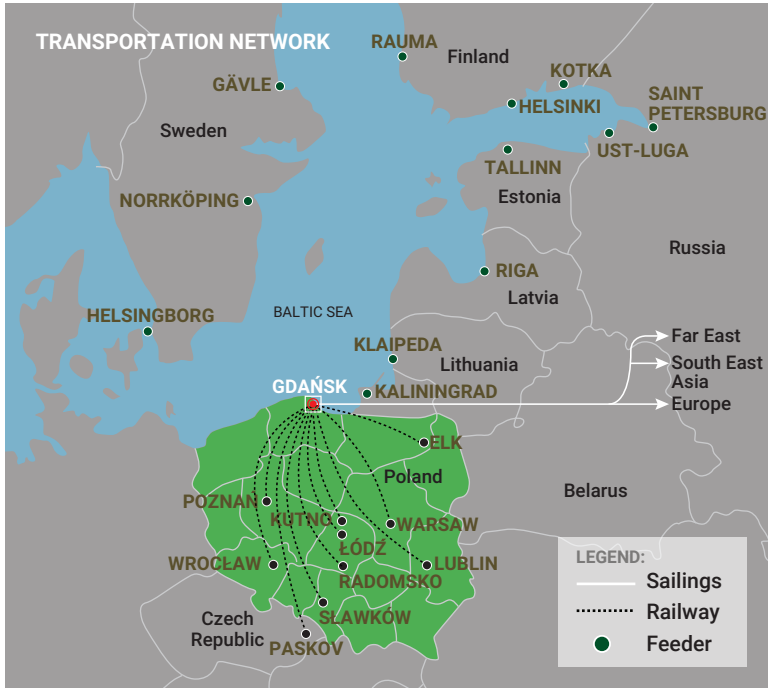 TRANSPORTATION NETWORK
RAUMA
Finland
KOTKA
GÄVLE
SAINT
PETERSBURG
HELSINKI
Sweden
UST-LUGA
TALLINN
Estonia
NORRKÖPING
Russia
RIGA
Latvia
HELSINGBORG
BALTIC SEA
Far East
KLAIPEDA
Lithuania
South East
Asia
GDAŃSK
KALININGRAD
Europe
ELK
Poland
Belarus
POZNAŃ
KUTNO
WARSAW
ŁÓDŹ
WROCŁAW
LUBLIN
RADOMSKO
SŁAWKÓW
Czech
Republic
PASKOV
LEGEND:
Sailings
Railway
Feeder